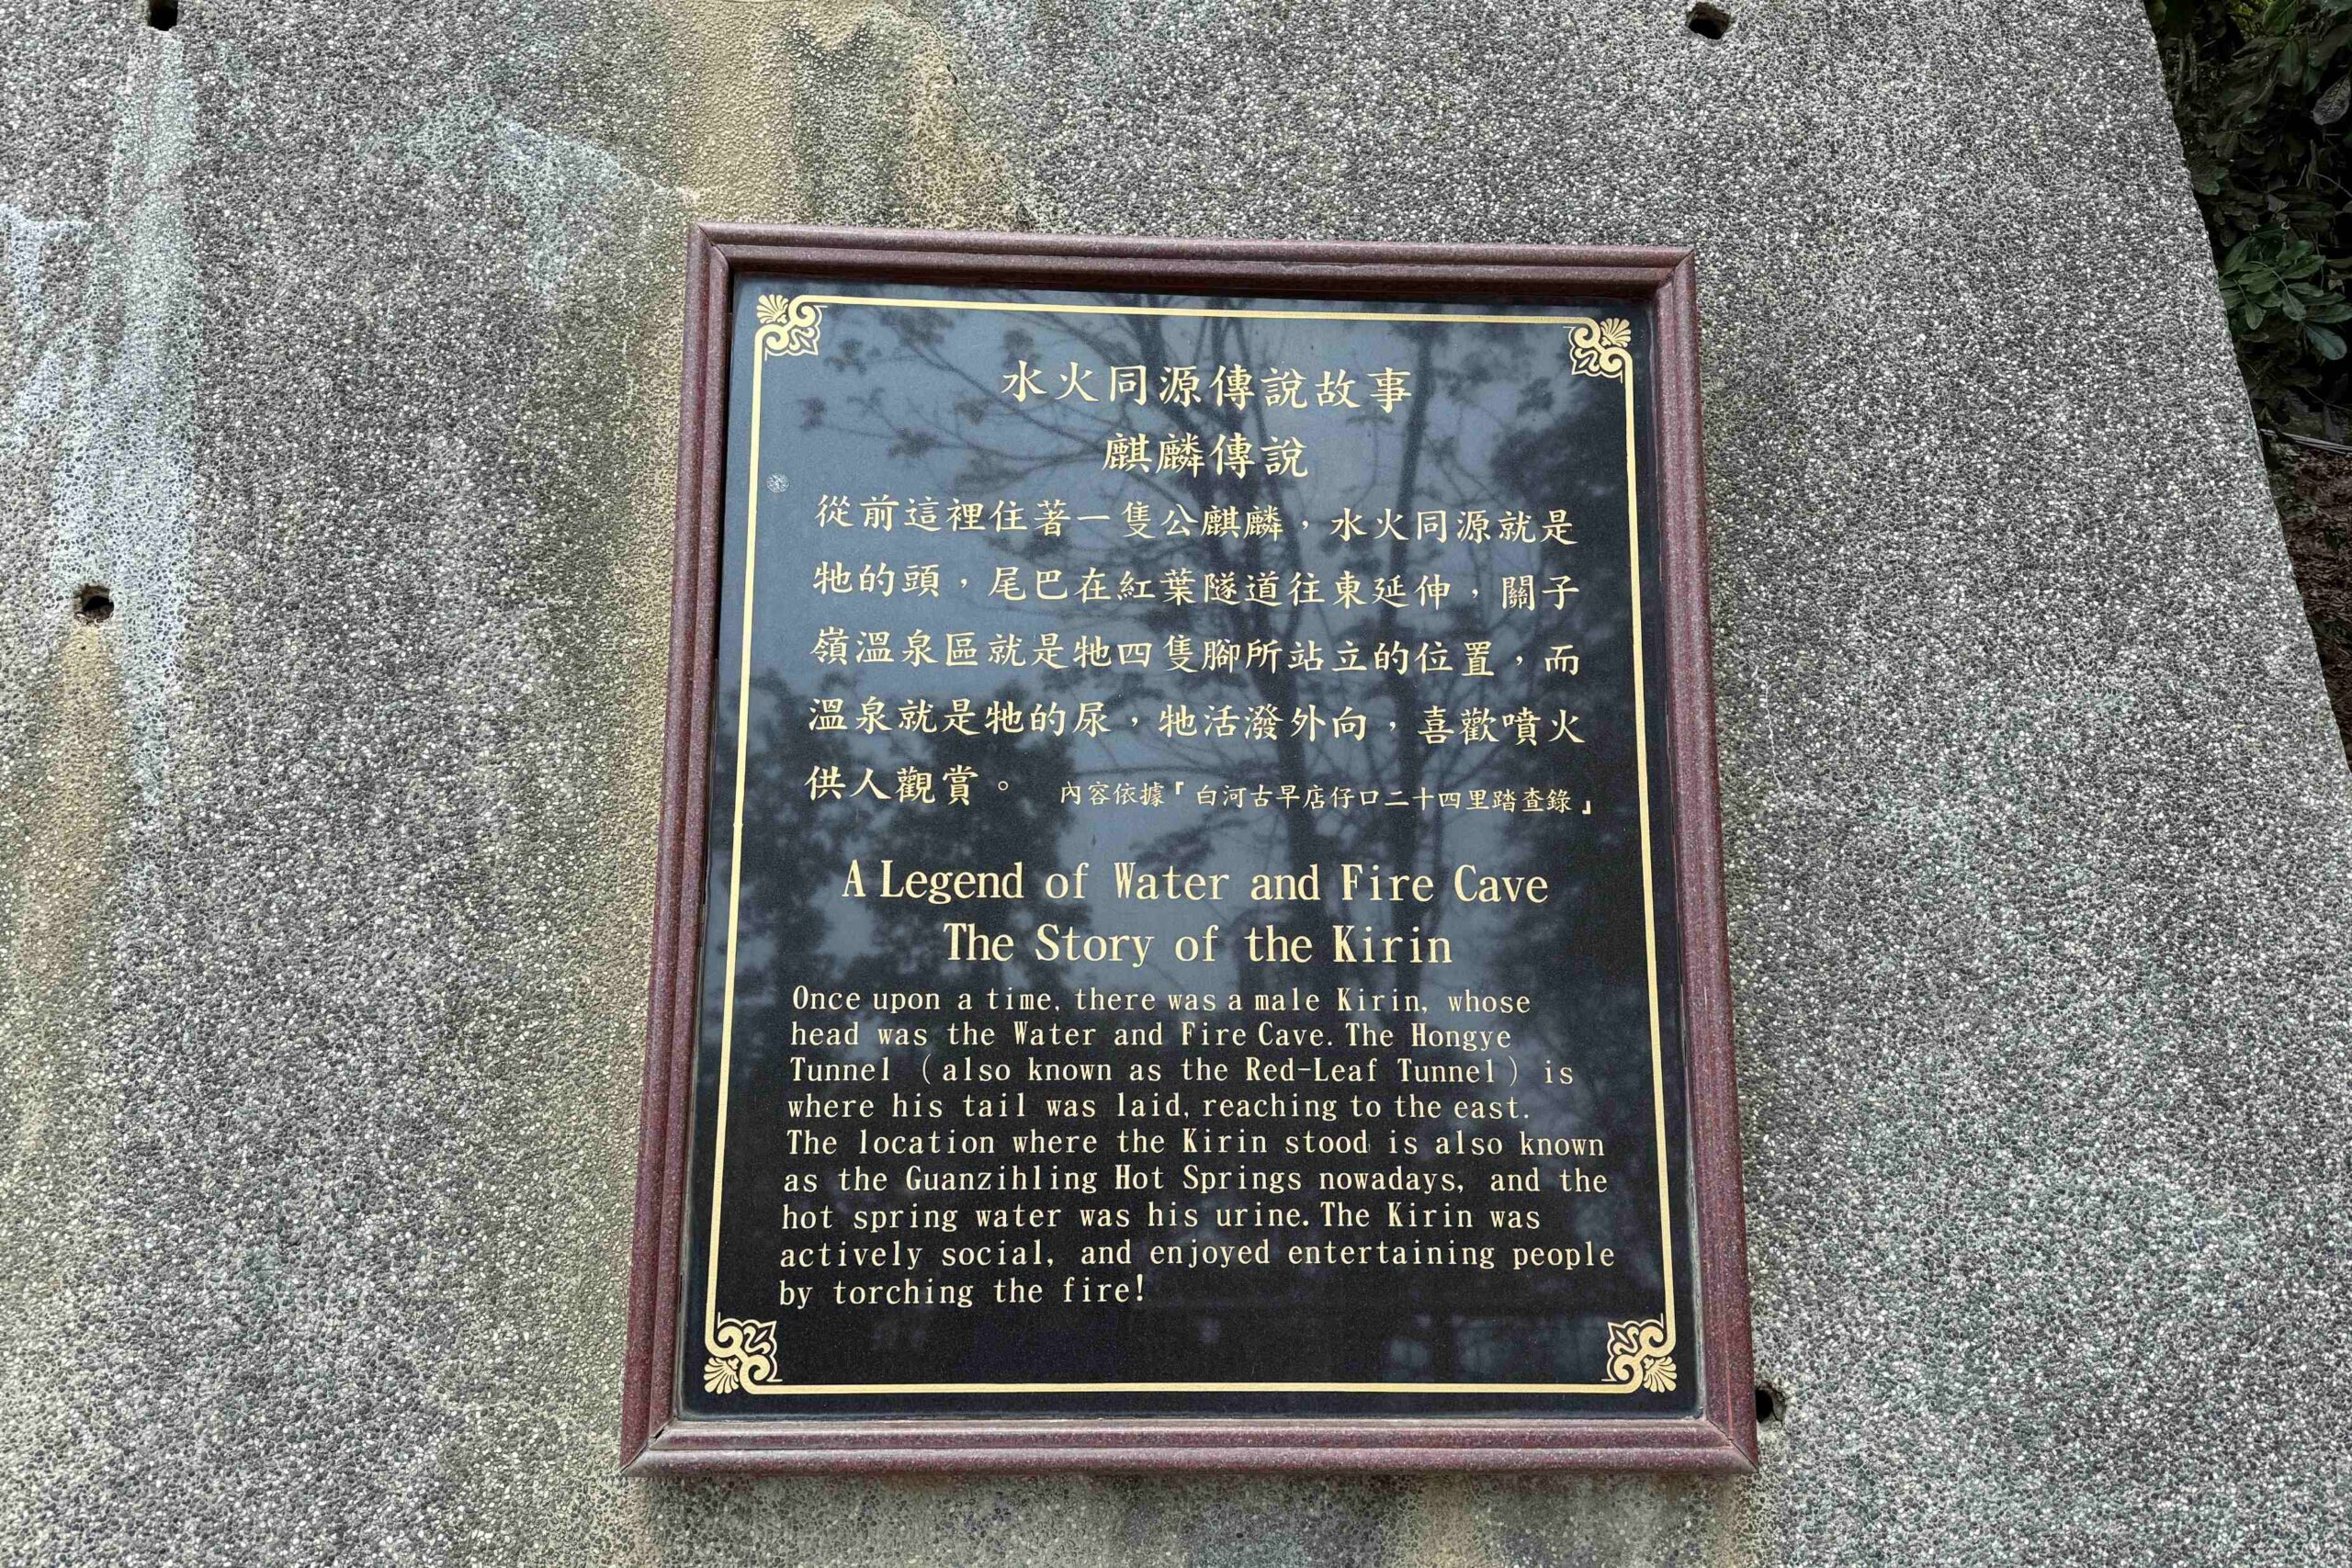 水火同源傳說故事
麒麟傳說
從前這裡住著一隻公麒麟，水火同源就是
牠的頭，尾巴在紅葉隧道往東延伸，關子
嶺溫泉區就是牠四隻腳所站立的位置，而
溫泉就是牠的尿，牠活潑外向，喜歡噴火
供人觀賞。 內容依據『白河古早店仔口二十四里踏查錄』
A Legend of Water and Fire Cave
The Story of the Kirin
Once upon a time, there was a male Kirin, whose
head was the Water and Fire Cave. The Hongye
Tunnel (also known as the Red-Leaf Tunnel) is
where his tail was laid, reaching to the east.
The location where the Kirin stood is also known
as the Guanzihling Hot Springs nowadays, and the
hot spring water was his urine. The Kirin was
actively social, and enjoyed entertaining people
by torching the fire!